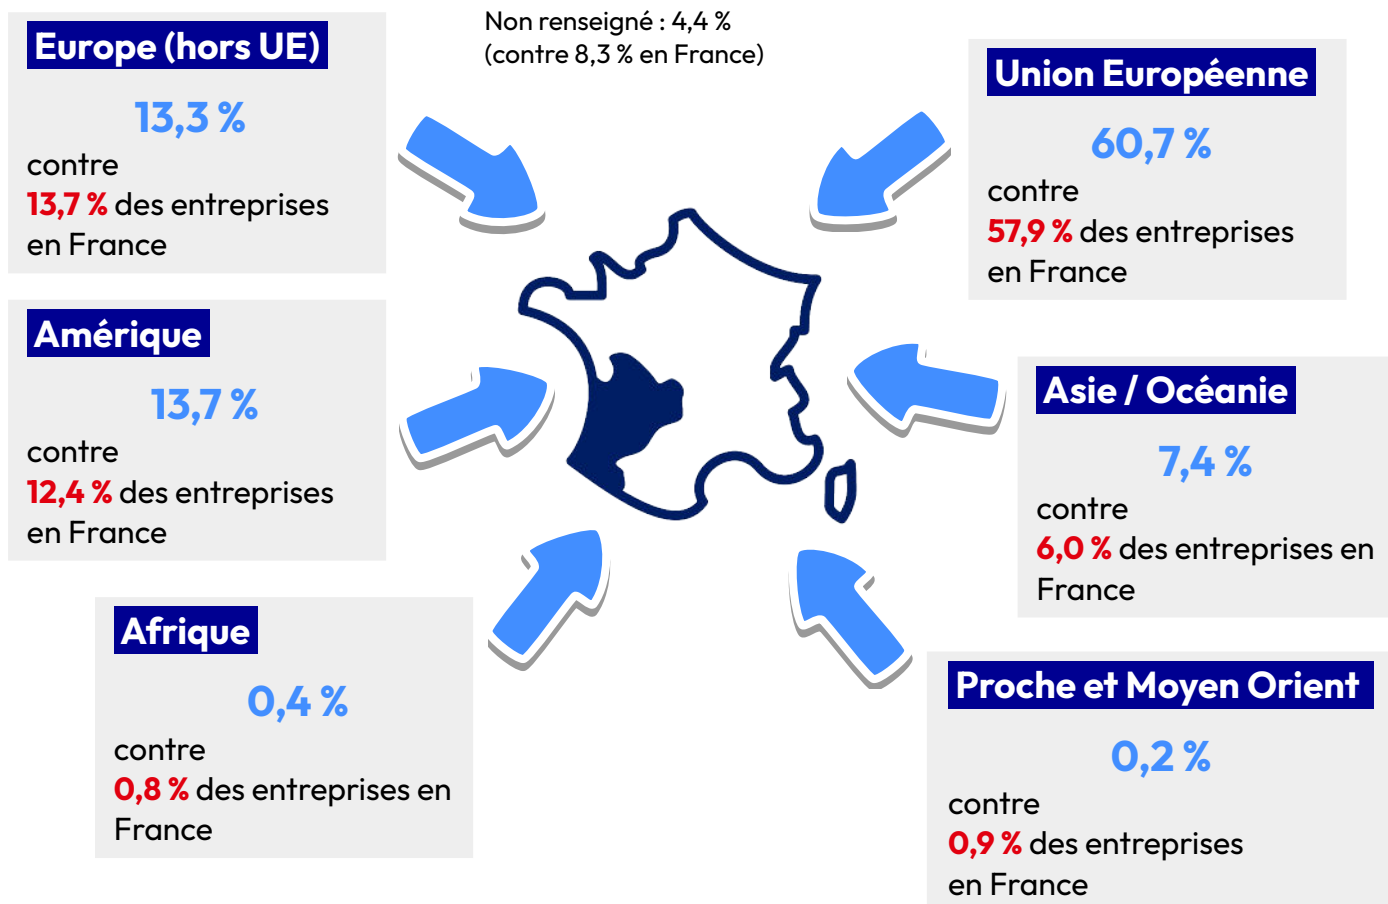 Europe (hors UE)
13,3 %
contre
13,7 % des entreprises
en France
Non renseigné : 4,4 %
(contre 8,3 % en France)
Union Européenne
60,7 %
contre
57,9 % des entreprises
en France
Amérique
13,7 %
contre
12,4 % des entreprises
en France
Asie / Océanie
7,4 %
contre
6,0 % des entreprises en
France
Afrique
0,4 %
contre
0,8 % des entreprises en
France
Proche et Moyen Orient
0,2 %
contre
0,9 % des entreprises
en France